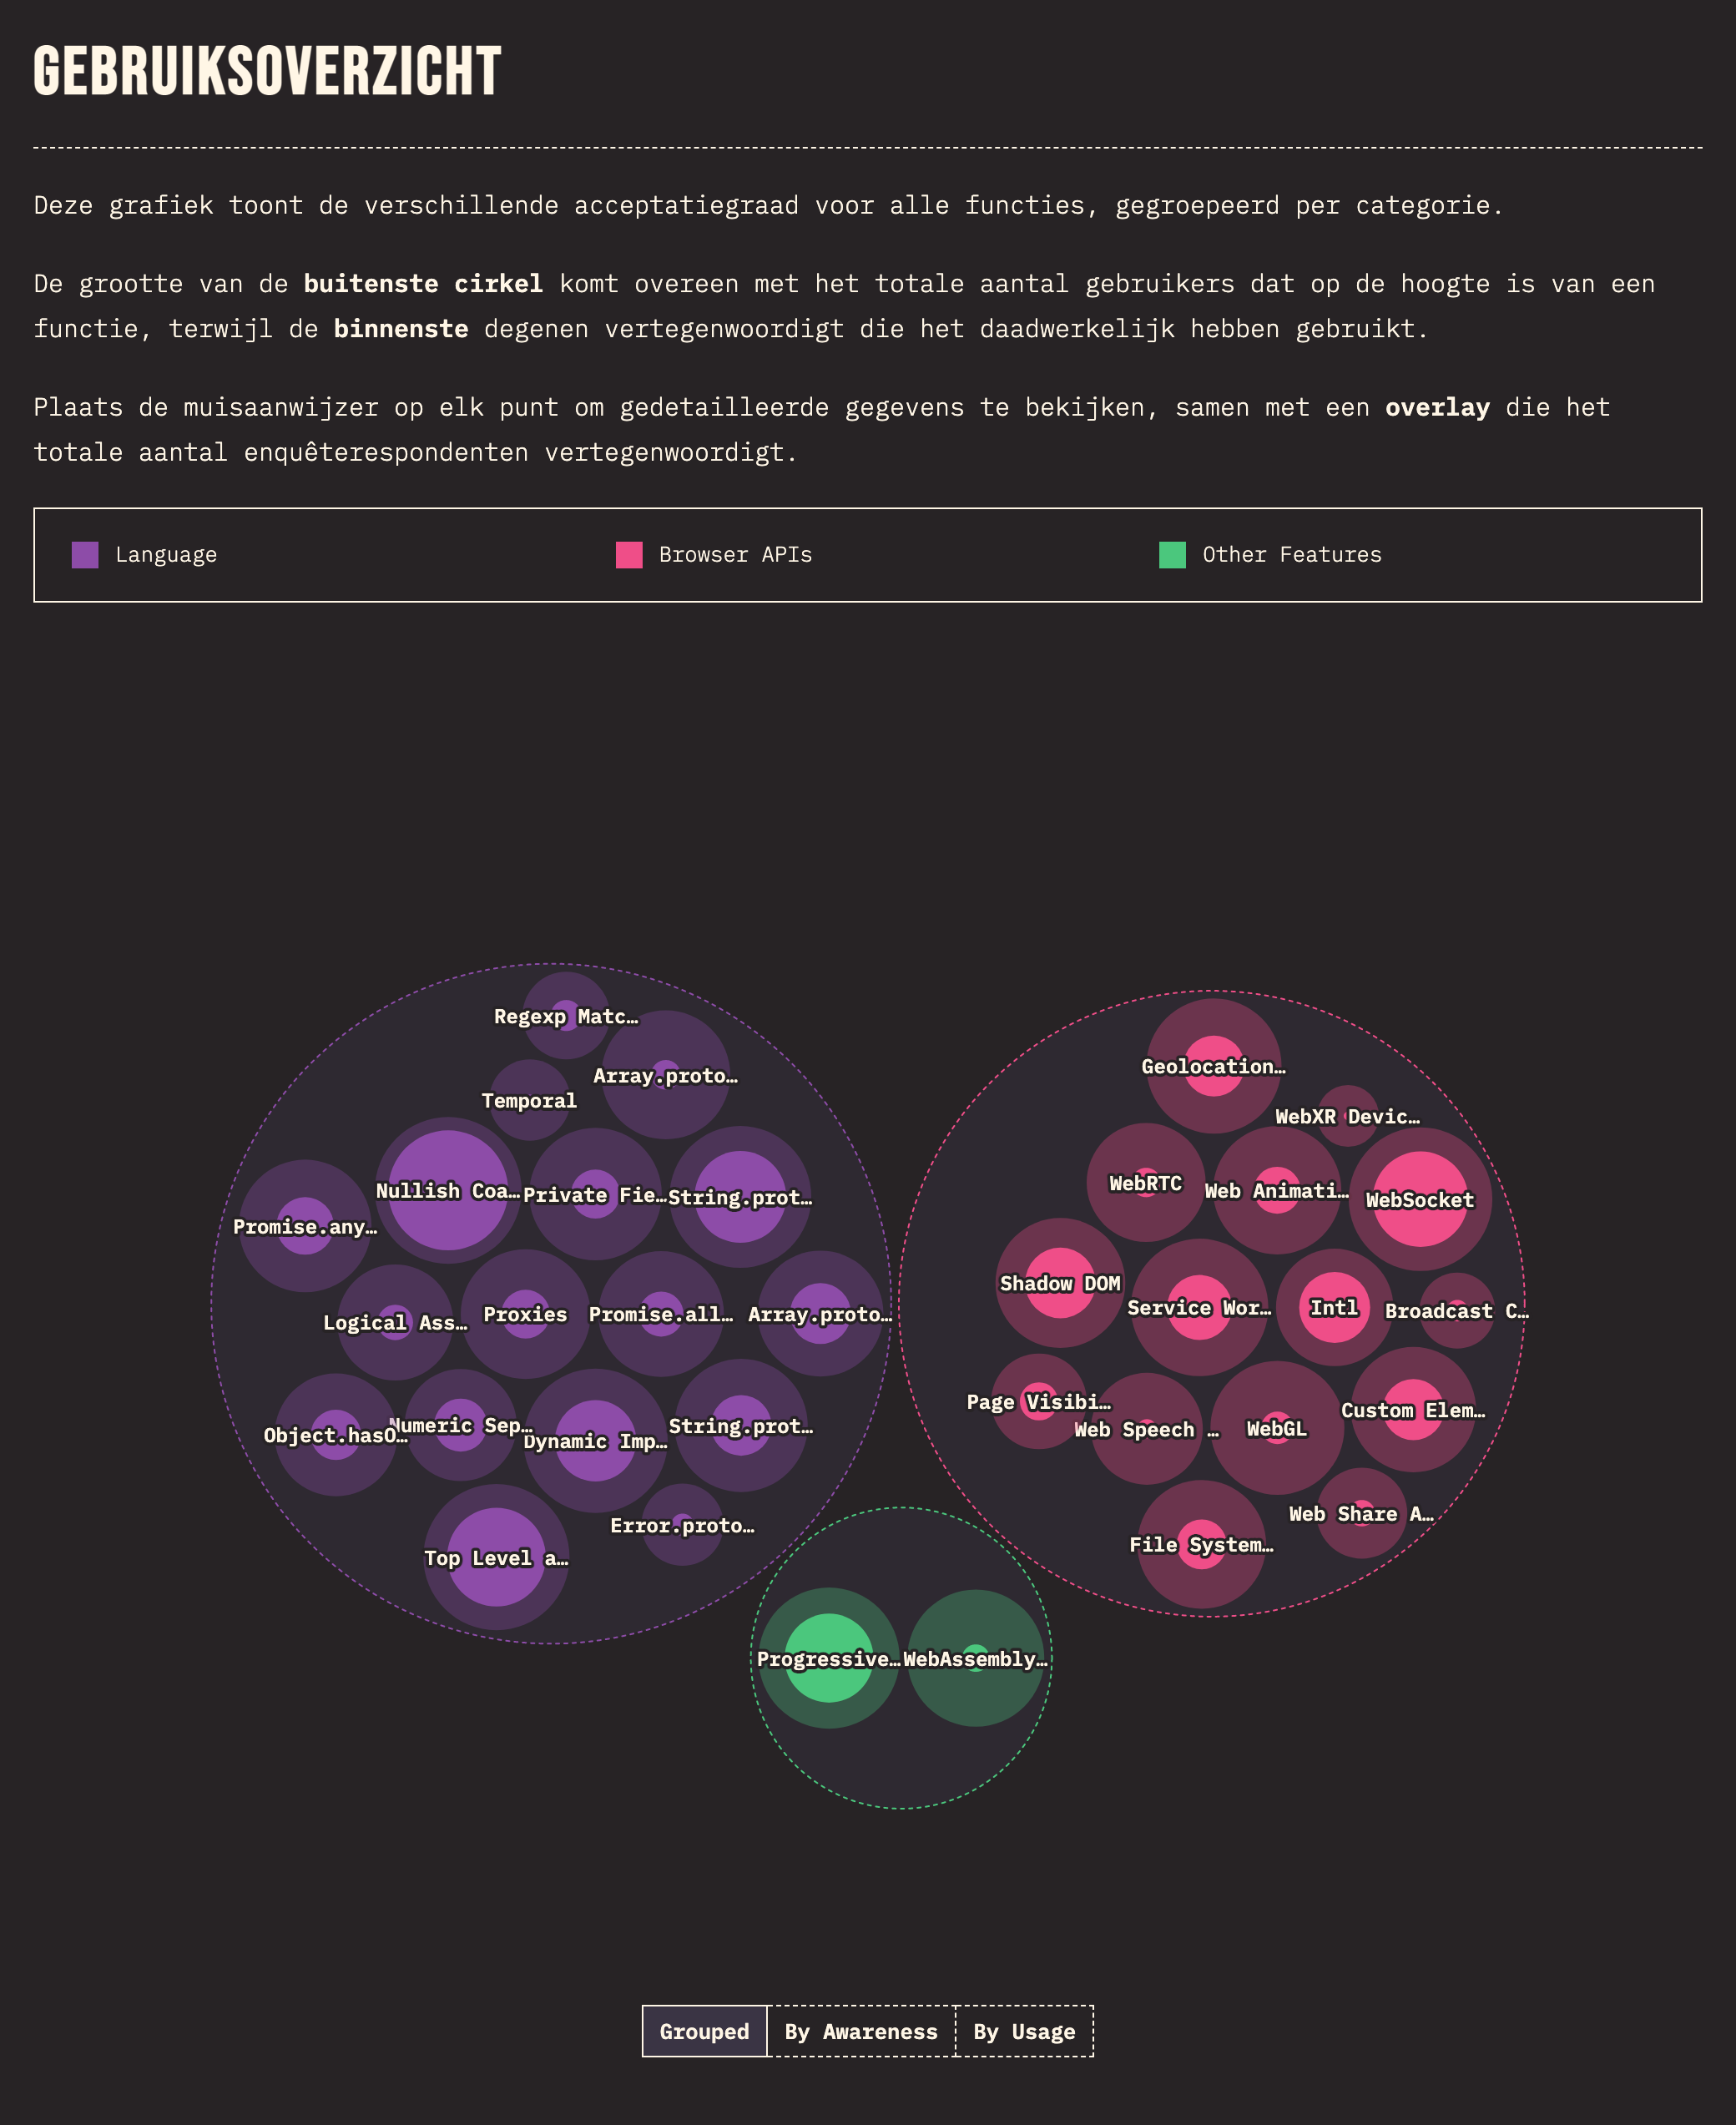 GEBRUIKSOVERZICHT
Deze grafiek toont de verschillende acceptatiegraad voor alle functies, gegroepeerd per categorie.
De grootte van de buitenste cirkel komt overeen met het totale aantal gebruikers dat op de hoogte is van een
functie, terwijl de binnenste degenen vertegenwoordigt die het daadwerkelijk hebben gebruikt.
Plaats de muisaanwijzer op elk punt om gedetailleerde gegevens te bekijken, samen met een overlay die het
totale aantal enquêterespondenten vertegenwoordigt.
Language
Browser APIs
Other Features
Regexp Matc…
Array.proto…
Temporal
Nullish Coa…
Private Fie…
String.prot…
Promise.any…
Logical Ass…
Proxies
Promise.all…
Array.proto…
Object.hasO…
Numeric Sep…
Dynamic Imp…
String.prot…
Top Level a…
Error.proto…
Geolocation…
WebXR Devic…
WebRTC
Web Animati…
WebSocket
Shadow DOM
Service Wor…
Intl
Broadcast C…
Page Visibi…
Web Speech …
WebGL
Custom Elem…
File System…
Web Share A…
Progressive…
WebAssembly…
Grouped
By Awareness
By Usage